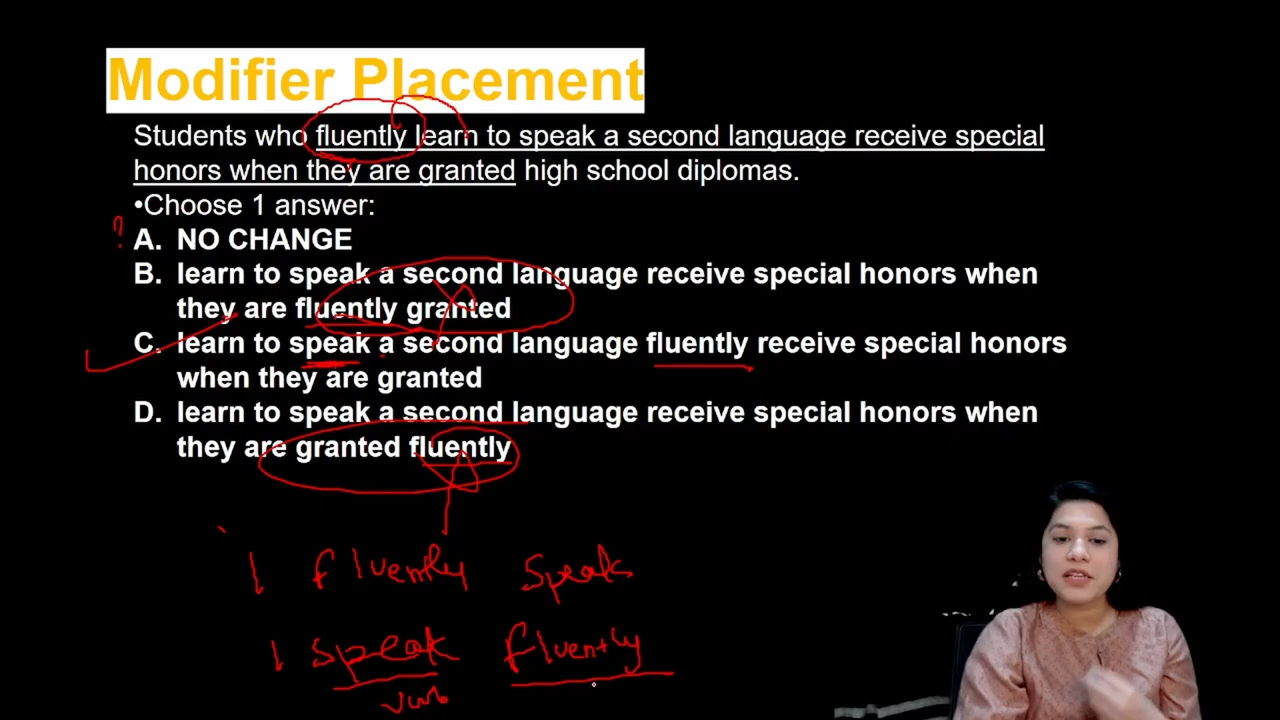 Modifier Placement
Students who fluently learn to speak a second language receive special
honors when they are granted high school diplomas.
•Choose 1 answer:
? A. NO CHANGE
B. learn to speak a second language receive special honors when
they are fluently granted
C. learn to speak a second language fluently receive special honors
when they are granted
D. learn to speak a second language receive special honors when
they are granted fluently
I fluently speak
I speak fluently
verb